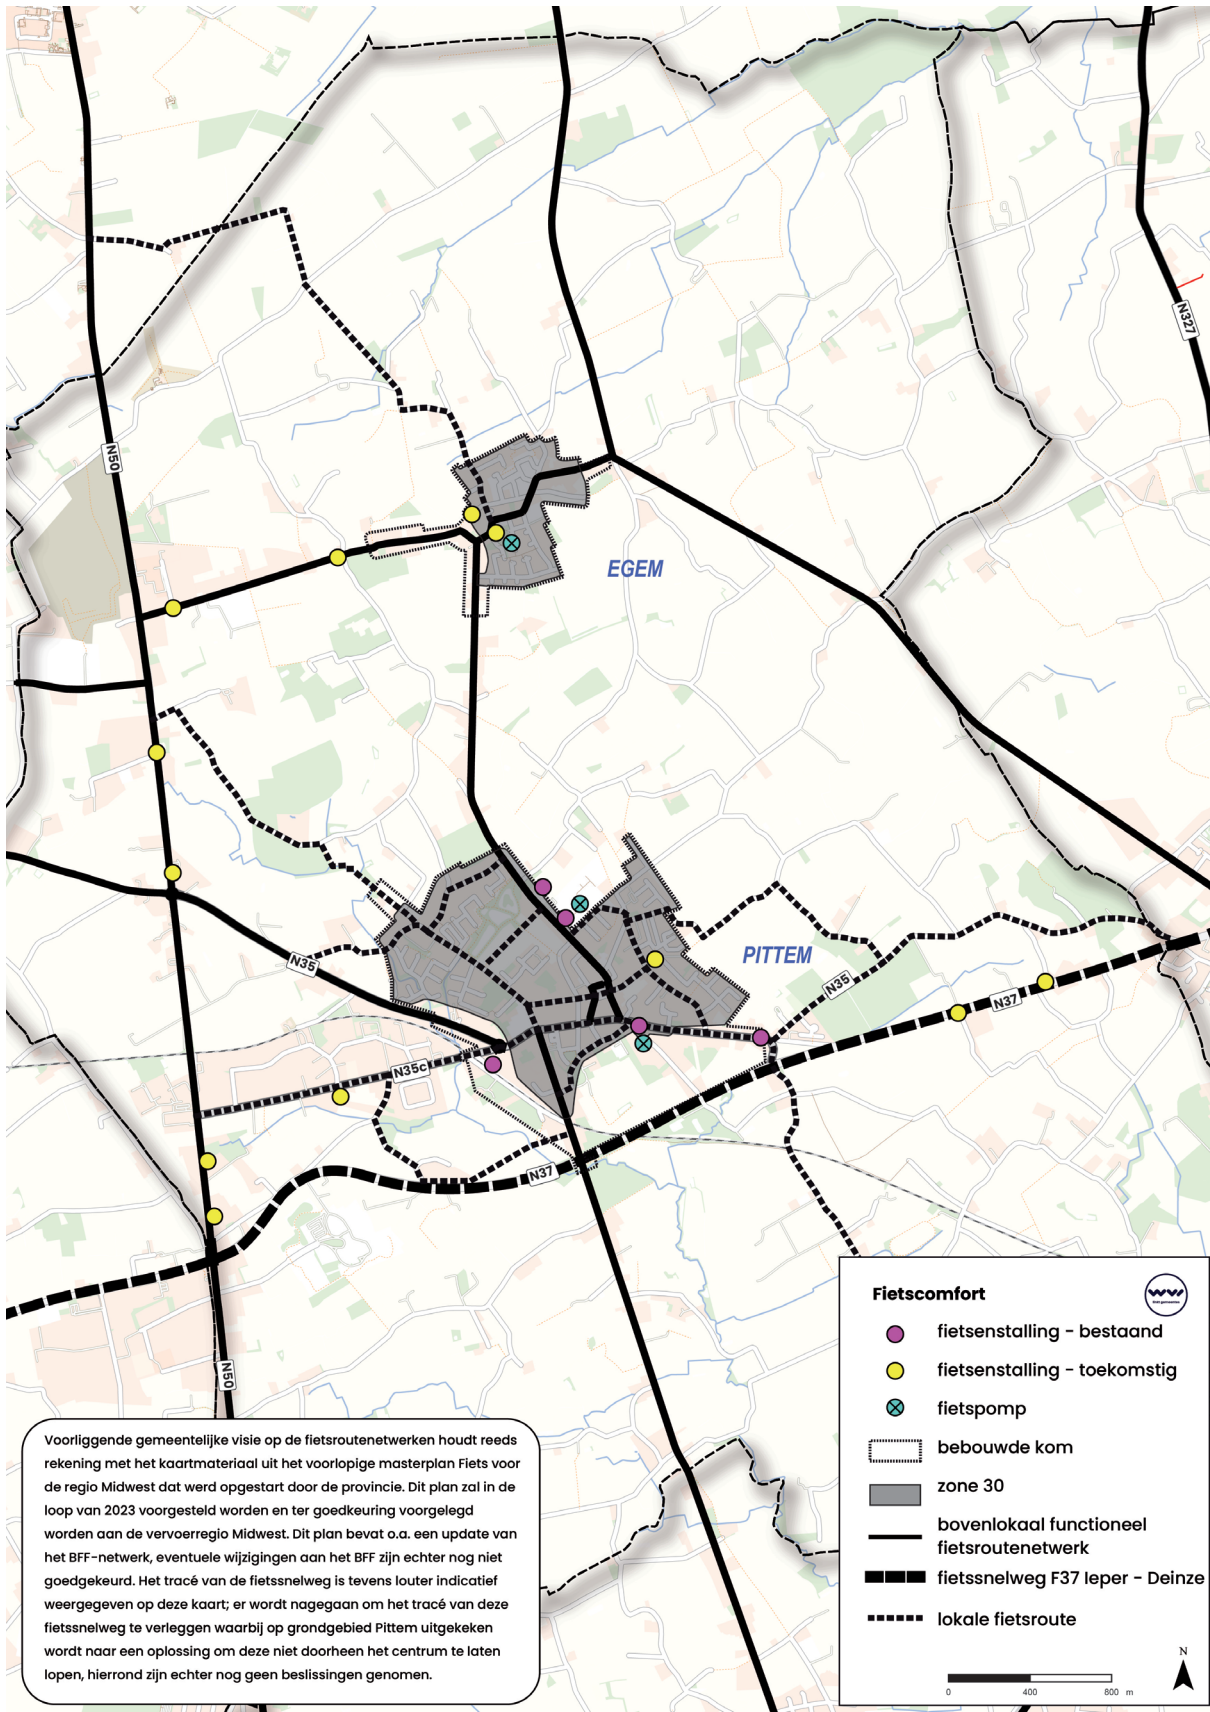 N327
N50
EGEM
PITTEM
N35
N35
N37
N35c
N37
N50
Fietscomfort
fietsenstalling - bestaand
fietsenstalling - toekomstig
fietspomp
bebouwde kom
zone 30
bovenlokaal functioneel
fietsroutenetwerk
fietssnelweg F37 Ieper - Deinze
lokale fietsroute
N
0 400 800 m
Voorliggende gemeentelijke visie op de fietsroutenetwerken houdt reeds
rekening met het kaartmateriaal uit het voorlopige masterplan Fiets voor
de regio Midwest dat werd opgestart door de provincie. Dit plan zal in de
loop van 2023 voorgesteld worden en ter goedkeuring voorgelegd
worden aan de vervoerregio Midwest. Dit plan bevat o.a. een update van
het BFF-netwerk, eventuele wijzigingen aan het BFF zijn echter nog niet
goedgekeurd. Het tracé van de fietssnelweg is tevens louter indicatief
weergegeven op deze kaart; er wordt nagegaan om het tracé van deze
fietssnelweg te verleggen waarbij op grondgebied Pittem uitgekeken
wordt naar een oplossing om deze niet doorheen het centrum te laten
lopen, hierrond zijn echter nog geen beslissingen genomen.